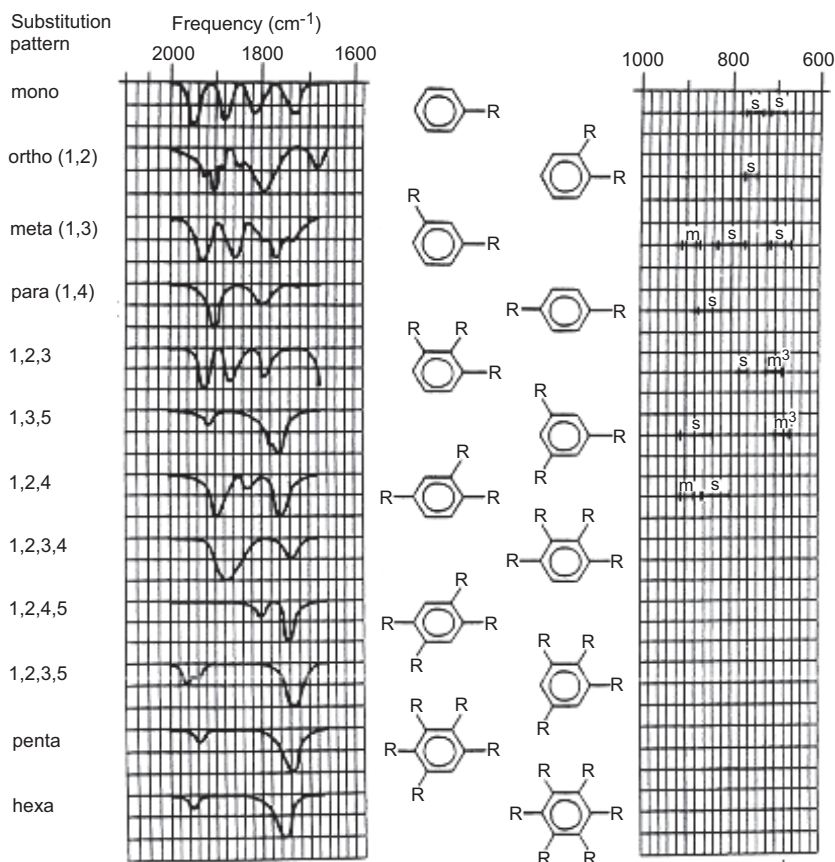 Substitution pattern
Frequency (cm-1)
2000 1800 1600
1000 800 600
mono
R
s s
ortho (1,2)
R
R
s
meta (1,3)
R
R
m s s
para (1,4)
R R
s
1,2,3
R R
R
s m3
1,3,5
R
R
R
s m3
1,2,4
R
R R
m s
1,2,3,4
R R
R R
1,2,4,5
R
R R
R
1,2,3,5
R R
R
R
penta
R R
R R
R
hexa
R R
R R
R R